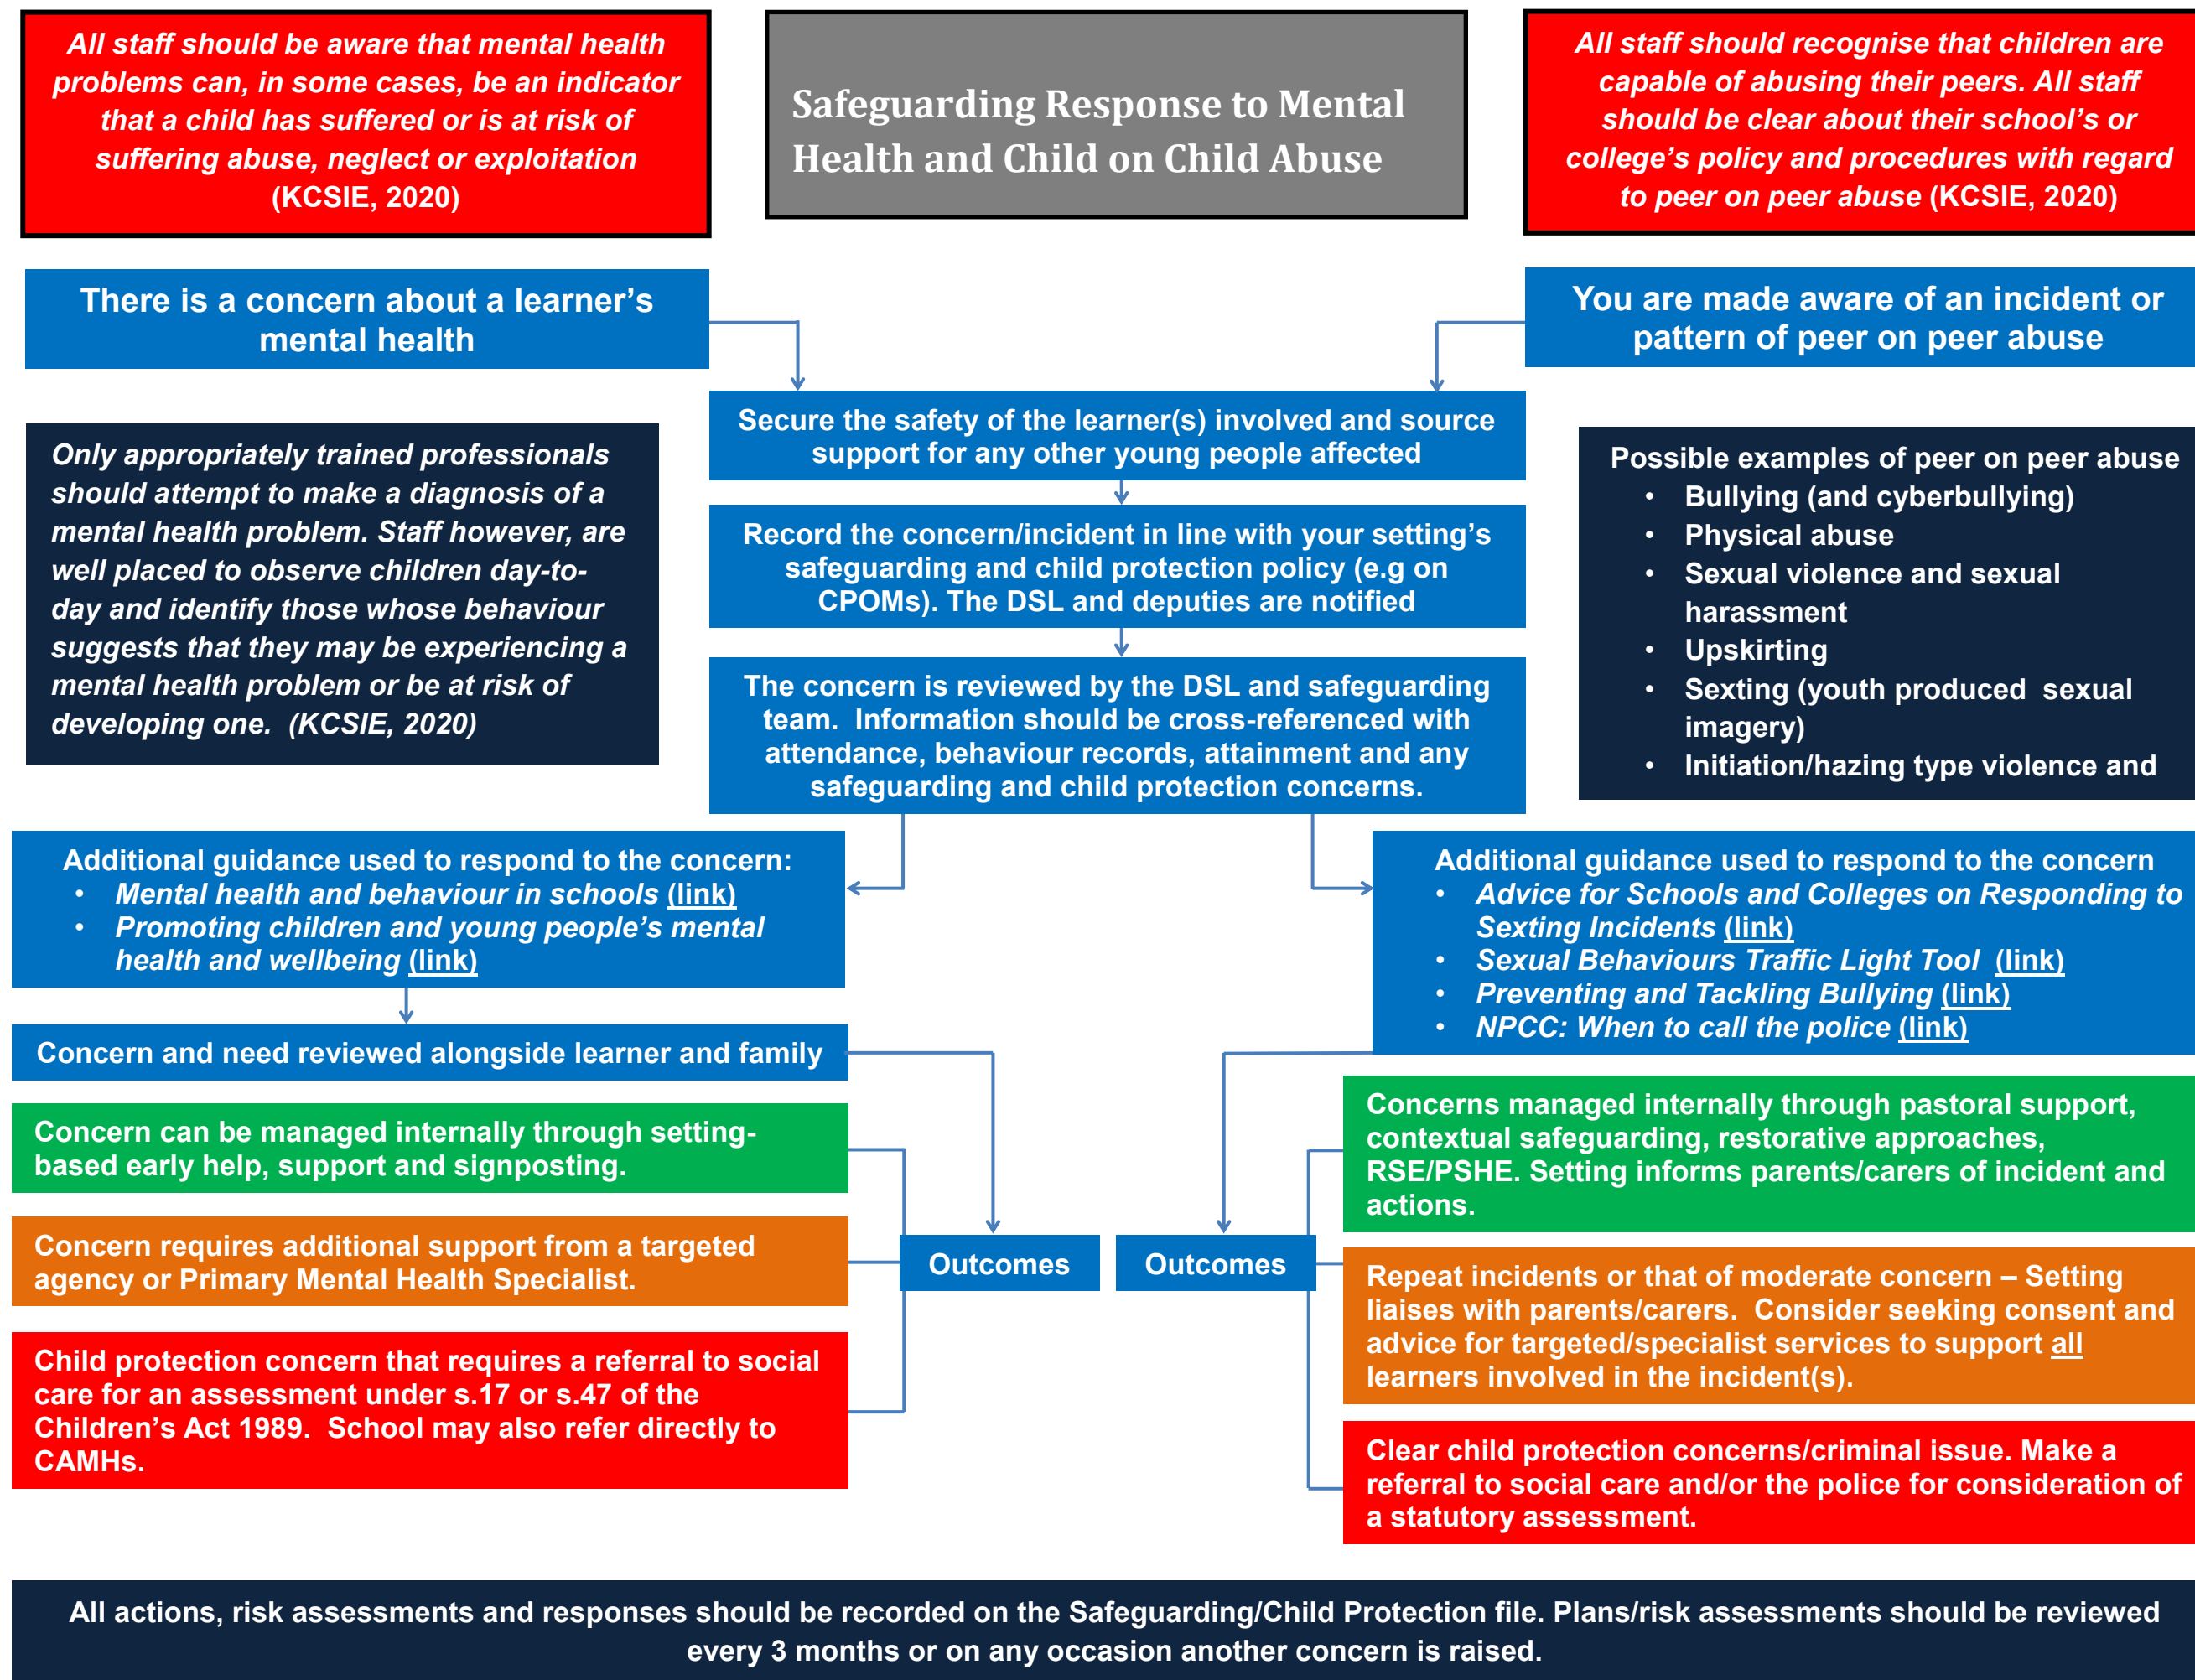 All staff should be aware that mental health
problems can, in some cases, be an indicator
that a child has suffered or is at risk of
suffering abuse, neglect or exploitation
(KCSIE, 2020)
Safeguarding Response to Mental
Health and Child on Child Abuse
All staff should recognise that children are
capable of abusing their peers. All staff
should be clear about their school's or
college's policy and procedures with regard
to peer on peer abuse (KCSIE, 2020)
There is a concern about a learner's
mental health
You are made aware of an incident or
pattern of peer on peer abuse
Secure the safety of the learner(s) involved and source
support for any other young people affected
Only appropriately trained professionals
should attempt to make a diagnosis of a
mental health problem. Staff however, are
well placed to observe children day-to-
day and identify those whose behaviour
suggests that they may be experiencing a
mental health problem or be at risk of
developing one.  (KCSIE, 2020)
Record the concern/incident in line with your setting's
safeguarding and child protection policy (e.g on
CPOMs). The DSL and deputies are notified
Possible examples of peer on peer abuse
• Bullying (and cyberbullying)
• Physical abuse
• Sexual violence and sexual
harassment
• Upskirting
• Sexting (youth produced  sexual
imagery)
• Initiation/hazing type violence and
The concern is reviewed by the DSL and safeguarding
team.  Information should be cross-referenced with
attendance, behaviour records, attainment and any
safeguarding and child protection concerns.
Additional guidance used to respond to the concern:
• Mental health and behaviour in schools (link)
• Promoting children and young people's mental
health and wellbeing (link)
Additional guidance used to respond to the concern
• Advice for Schools and Colleges on Responding to
Sexting Incidents (link)
• Sexual Behaviours Traffic Light Tool  (link)
• Preventing and Tackling Bullying (link)
• NPCC: When to call the police (link)
Concern and need reviewed alongside learner and family
Concern can be managed internally through setting-
based early help, support and signposting.
Concern requires additional support from a targeted
agency or Primary Mental Health Specialist.
Child protection concern that requires a referral to social
care for an assessment under s.17 or s.47 of the
Children's Act 1989.  School may also refer directly to
CAMHs.
Outcomes
Outcomes
Concerns managed internally through pastoral support,
contextual safeguarding, restorative approaches,
RSE/PSHE. Setting informs parents/carers of incident and
actions.
Repeat incidents or that of moderate concern – Setting
liaises with parents/carers.  Consider seeking consent and
advice for targeted/specialist services to support all
learners involved in the incident(s).
Clear child protection concerns/criminal issue. Make a
referral to social care and/or the police for consideration of
a statutory assessment.
All actions, risk assessments and responses should be recorded on the Safeguarding/Child Protection file. Plans/risk assessments should be reviewed
every 3 months or on any occasion another concern is raised.